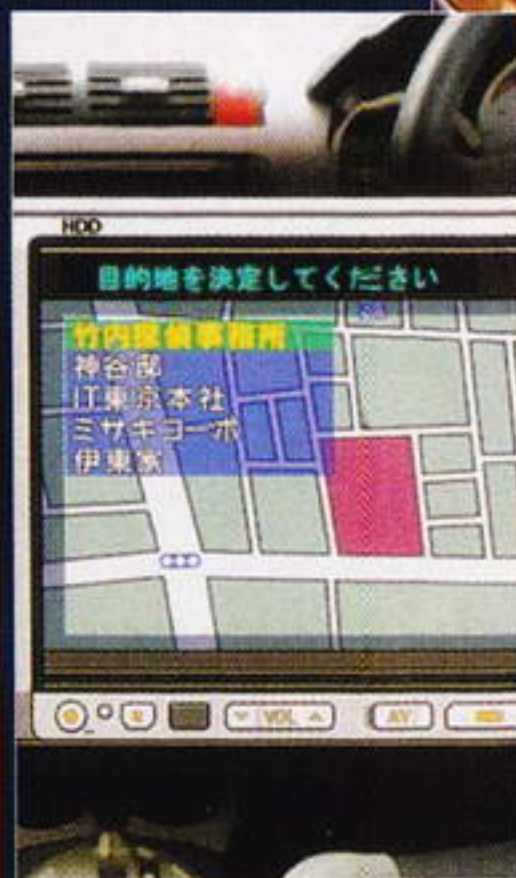 HDD
目的地を決定してください
竹内探偵事務所
神谷邸
IT東京本社
ミサキコーポ
伊東家
VOL
AV